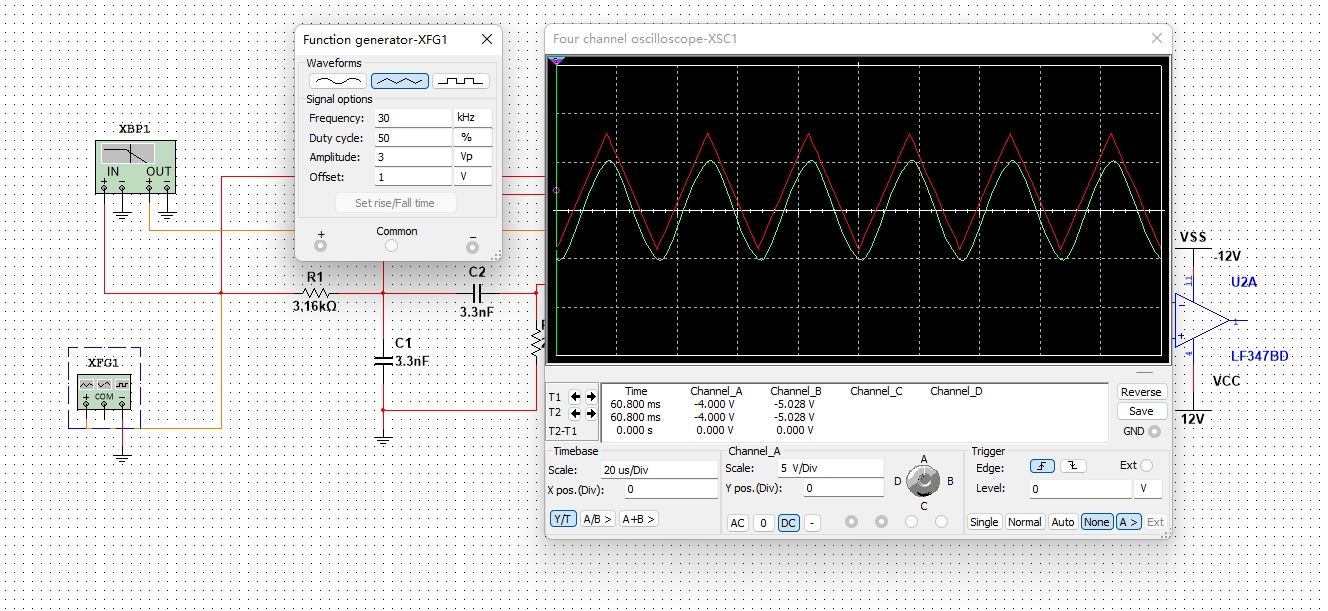 Function generator-XFG1
Waveforms
Signal options
Frequency: 30 kHz
Duty cycle: 50 %
Amplitude: 3 Vp
Offset: 1 V
Set rise/Fall time
+ Common −
Four channel oscilloscope-XSC1
XBP1
IN OUT
R1
3.16kΩ
C2
3.3nF
C1
3.3nF
XFG1
COM
VSS
-12V
11
U2A
1
4
LF347BD
VCC
12V
Time Channel_A Channel_B Channel_C Channel_D
T1 60.800 ms -4.000 V -5.028 V
T2 60.800 ms -4.000 V -5.028 V
T2-T1 0.000 s 0.000 V 0.000 V
Reverse
Save
GND
Timebase
Scale: 20 us/Div
X pos.(Div): 0
Y/T A/B > A+B >
Channel_A
Scale: 5 V/Div
Y pos.(Div): 0
AC 0 DC -
A
D B
C
Trigger
Edge: Ext
Level: 0 V
Single Normal Auto None A > Ext